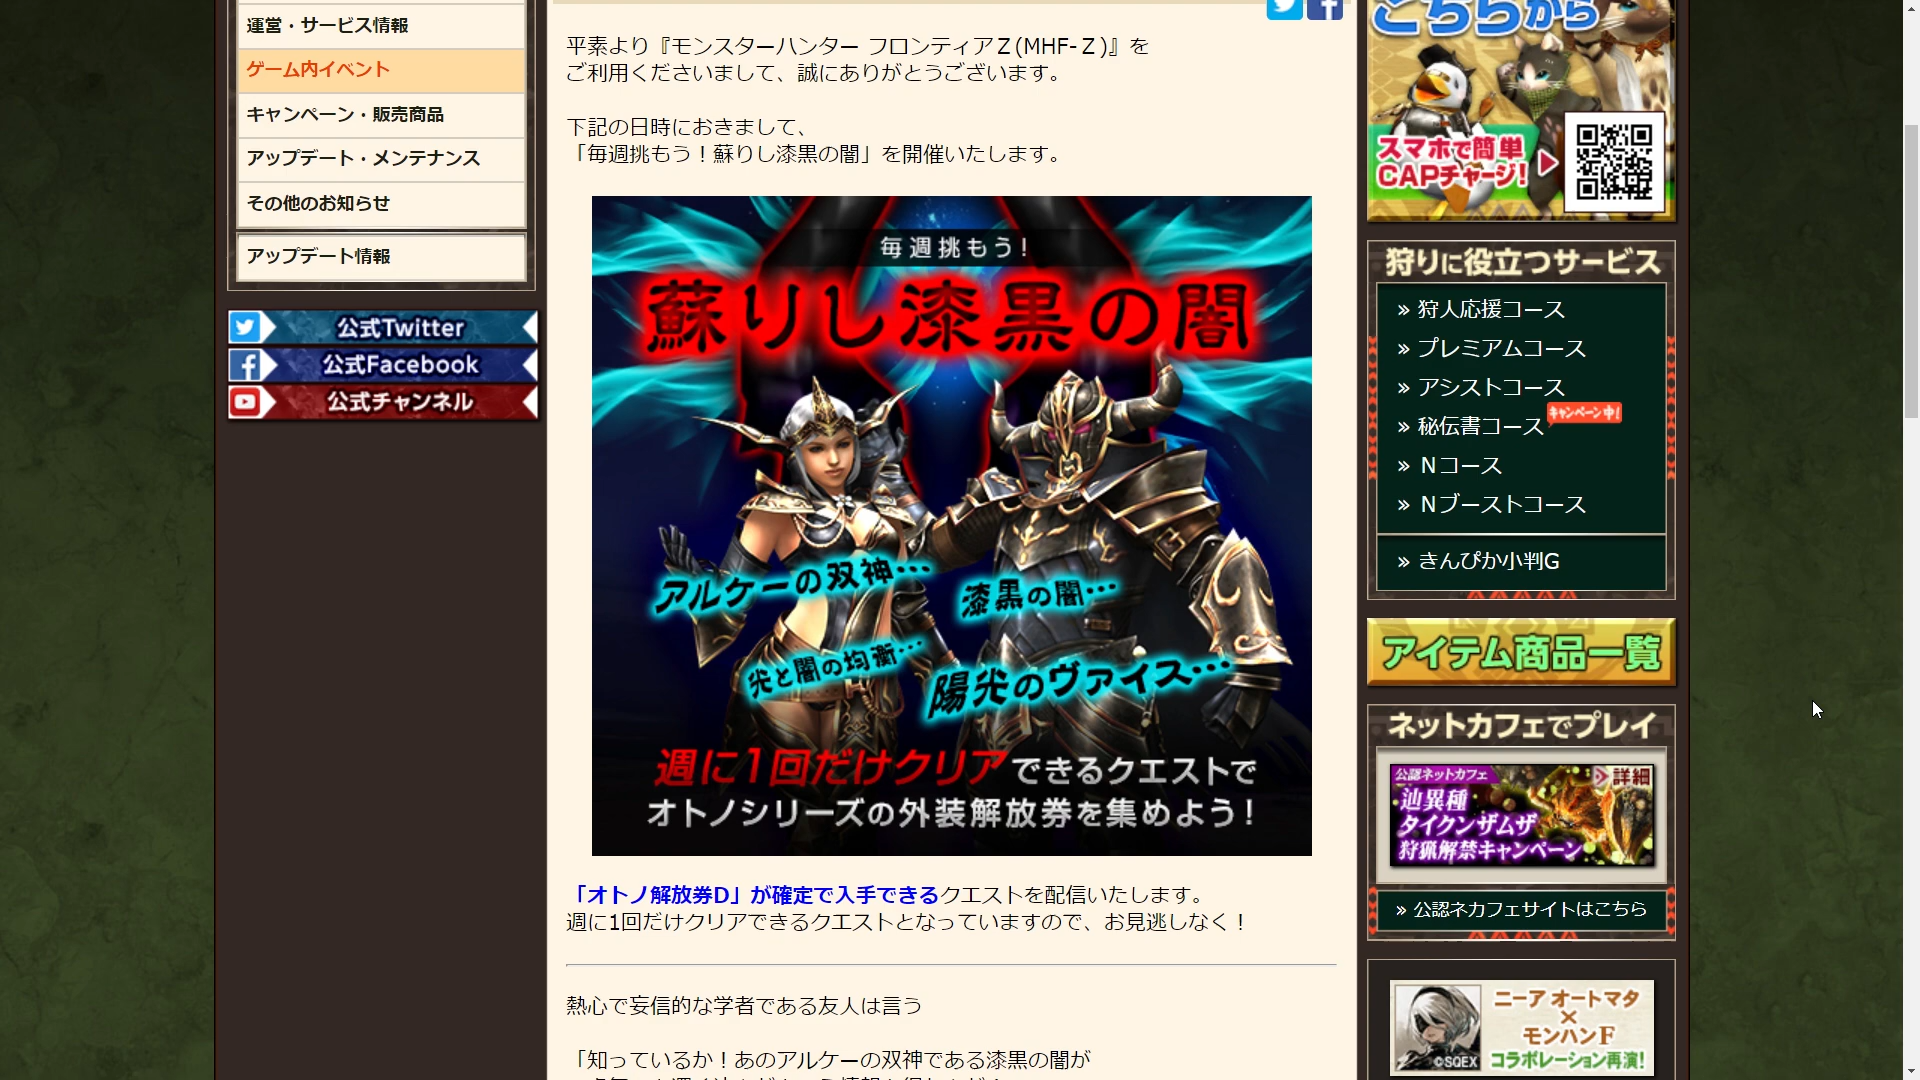 運営・サービス情報
ゲーム内イベント
キャンペーン・販売商品
アップデート・メンテナンス
その他のお知らせ
アップデート情報
公式Twitter
公式Facebook
公式チャンネル
平素より『モンスターハンター フロンティアＺ(MHF-Ｚ)』を
ご利用くださいまして、誠にありがとうございます。
下記の日時におきまして、
「毎週挑もう！蘇りし漆黒の闇」を開催いたします。
毎週挑もう！
蘇りし漆黒の闇
アルケーの双神…
漆黒の闇…
光と闇の均衡…
陽光のヴァイス…
週に1回だけクリアできるクエストで
オトノシリーズの外装解放券を集めよう！
「オトノ解放券D」が確定で入手できるクエストを配信いたします。
週に1回だけクリアできるクエストとなっていますので、お見逃しなく！
熱心で妄信的な学者である友人は言う
「知っているか！あのアルケーの双神である漆黒の闇が
こちらから
スマホで簡単
CAPチャージ！
狩りに役立つサービス
» 狩人応援コース
» プレミアムコース
» アシストコース
» 秘伝書コース
キャンペーン中！
» Ｎコース
» Ｎブーストコース
» きんぴか小判G
アイテム商品一覧
ネットカフェでプレイ
公認ネットカフェ
詳細
辿異種
タイクンザムザ
狩猟解禁キャンペーン
» 公認ネカフェサイトはこちら
ニーア オートマタ
×
モンハンF
コラボレーション再演！
©SQEX